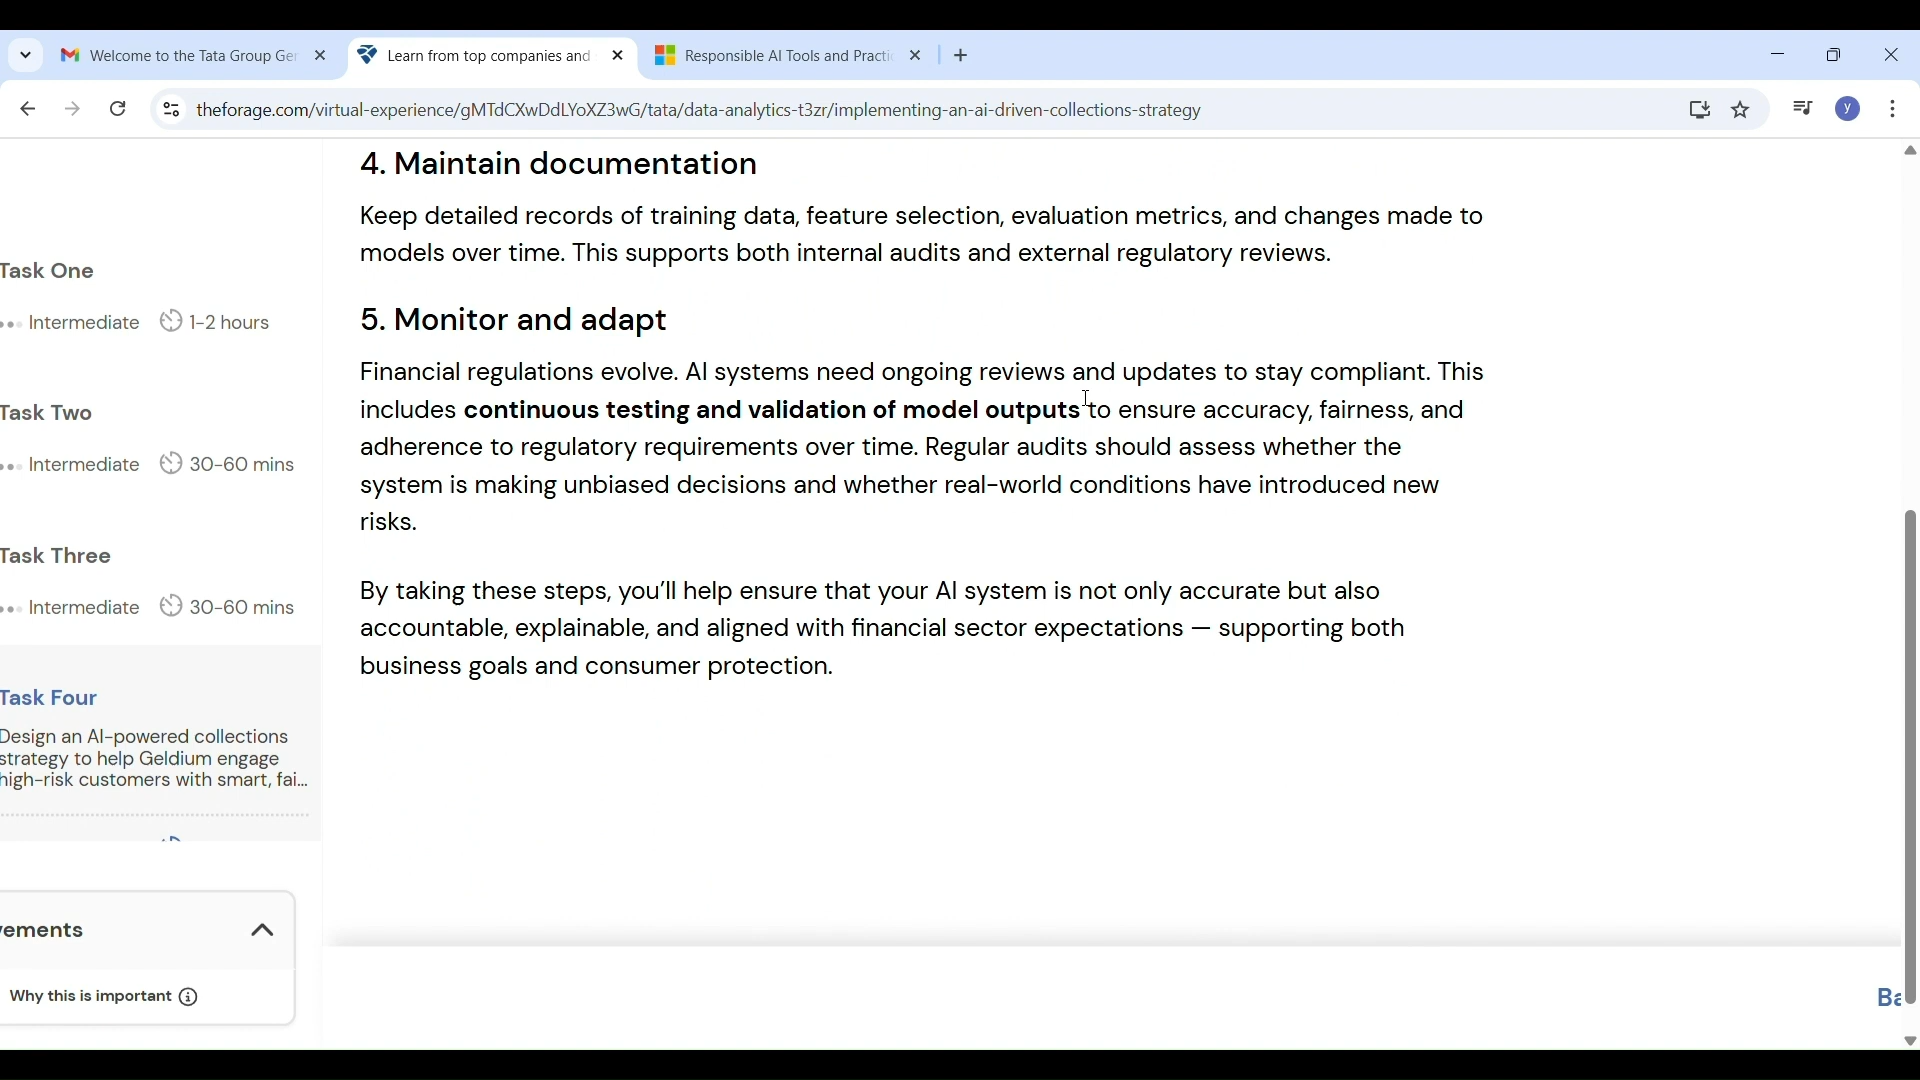 Welcome to the Tata Group Ger
Learn from top companies and
Responsible AI Tools and Practic
theforage.com/virtual-experience/gMTdCXwDdLYoXZ3wG/tata/data-analytics-t3zr/implementing-an-ai-driven-collections-strategy
y
Task One
Intermediate 1-2 hours
Task Two
Intermediate 30-60 mins
Task Three
Intermediate 30-60 mins
Task Four
Design an AI-powered collections
strategy to help Geldium engage
high-risk customers with smart, fai...
vements
Why this is important
4. Maintain documentation
Keep detailed records of training data, feature selection, evaluation metrics, and changes made to
models over time. This supports both internal audits and external regulatory reviews.
5. Monitor and adapt
Financial regulations evolve. AI systems need ongoing reviews and updates to stay compliant. This
includes continuous testing and validation of model outputs to ensure accuracy, fairness, and
adherence to regulatory requirements over time. Regular audits should assess whether the
system is making unbiased decisions and whether real-world conditions have introduced new
risks.
By taking these steps, you'll help ensure that your AI system is not only accurate but also
accountable, explainable, and aligned with financial sector expectations — supporting both
business goals and consumer protection.
Ba